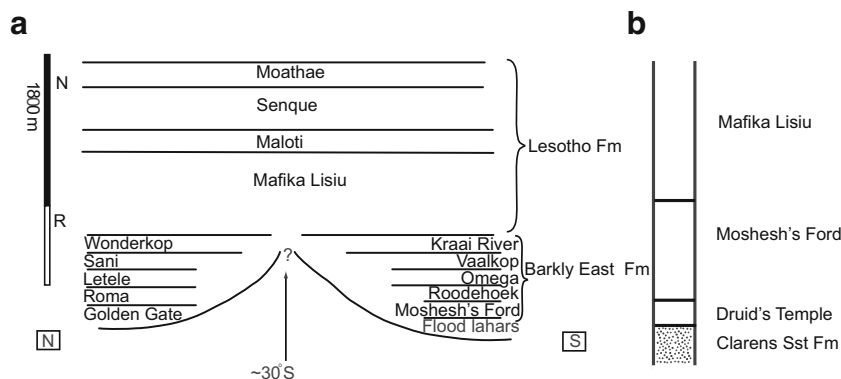 a
b
N
1800 m
R
Moathae
Senque
Maloti
Mafika Lisiu
Lesotho Fm
Wonderkop
Sani
Letele
Roma
Golden Gate
?
Kraai River
Vaalkop
Omega
Roodehoek
Moshesh's Ford
Flood lahars
Barkly East Fm
N
S
~30°S
Mafika Lisiu
Moshesh's Ford
Druid's Temple
Clarens Sst Fm